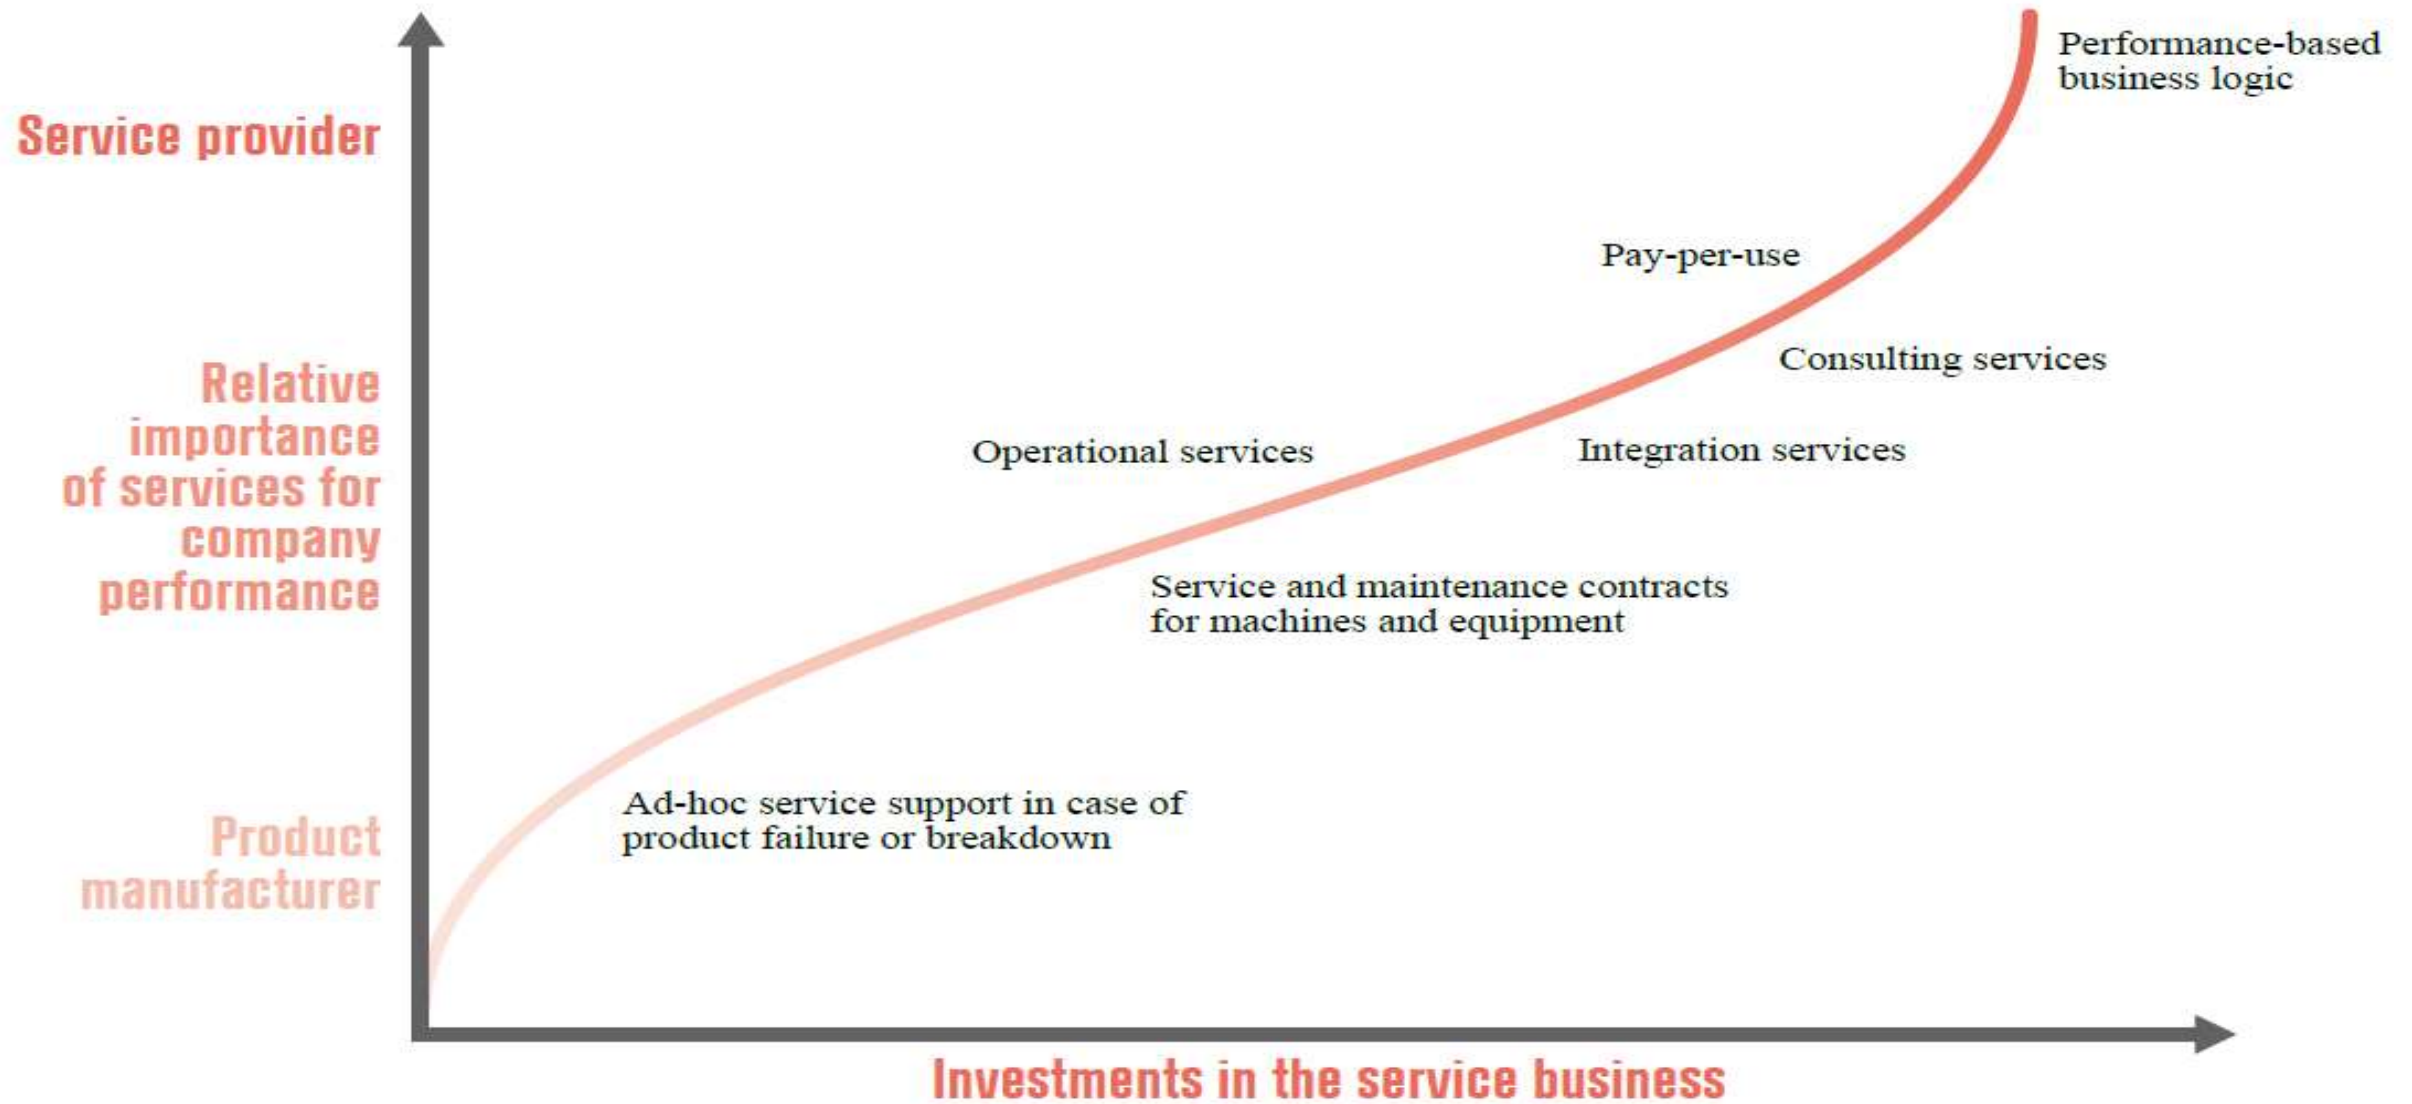 Performance-based
business logic
Service provider
Pay-per-use
Consulting services
Relative
importance
of services for
company
performance
Operational services
Integration services
Service and maintenance contracts
for machines and equipment
Ad-hoc service support in case of
product failure or breakdown
Product
manufacturer
Investments in the service business